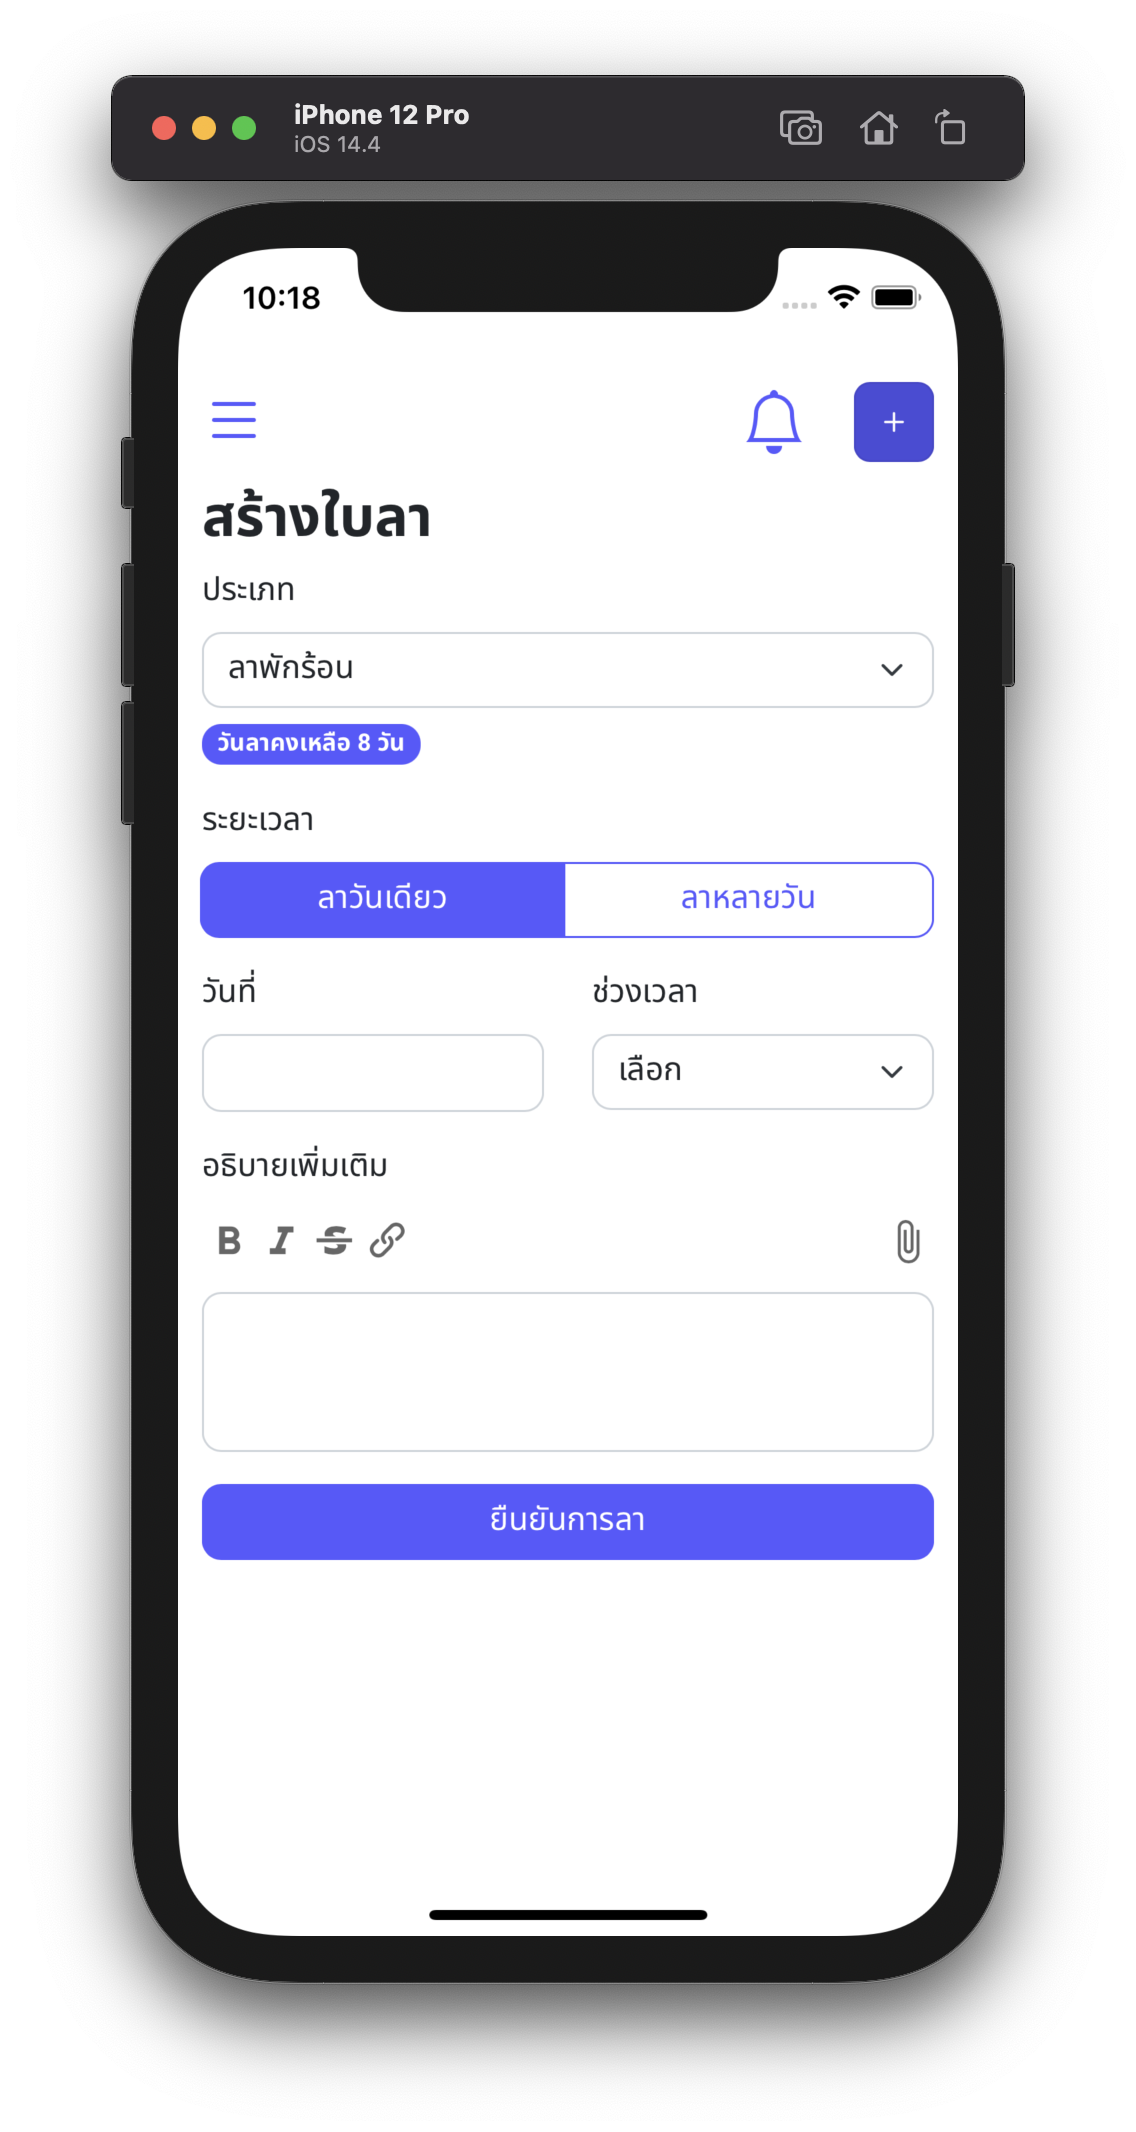 iPhone 12 Pro
iOS 14.4
10:18
+
สร้างใบลา
ประเภท
ลาพักร้อน
วันลาคงเหลือ 8 วัน
ระยะเวลา
ลาวันเดียว ลาหลายวัน
วันที่ ช่วงเวลา
เลือก
อธิบายเพิ่มเติม
B I S
ยืนยันการลา